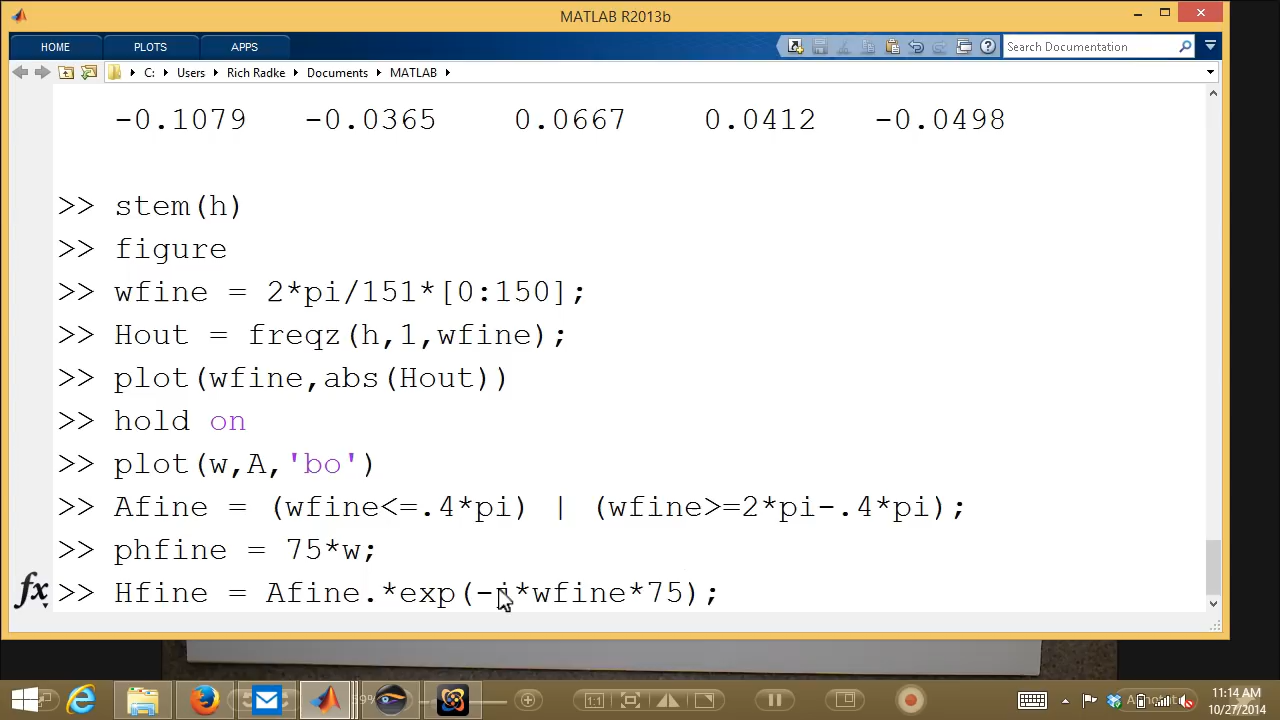 MATLAB R2013b
HOME PLOTS APPS
Search Documentation
C: Users Rich Radke Documents MATLAB
-0.1079 -0.0365 0.0667 0.0412 -0.0498
>> stem(h)
>> figure
>> wfine = 2*pi/151*[0:150];
>> Hout = freqz(h,1,wfine);
>> plot(wfine,abs(Hout))
>> hold on
>> plot(w,A,'bo')
>> Afine = (wfine<=.4*pi) | (wfine>=2*pi-.4*pi);
>> phfine = 75*w;
fx >> Hfine = Afine.*exp(-j*wfine*75);
1:1
11:14 AM
10/27/2014